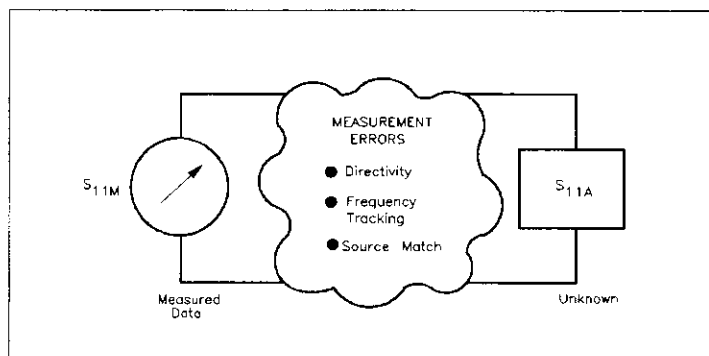 MEASUREMENT
ERRORS
● Directivity
● Frequency
Tracking
● Source Match
S11M
S11A
Measured
Data
Unknown